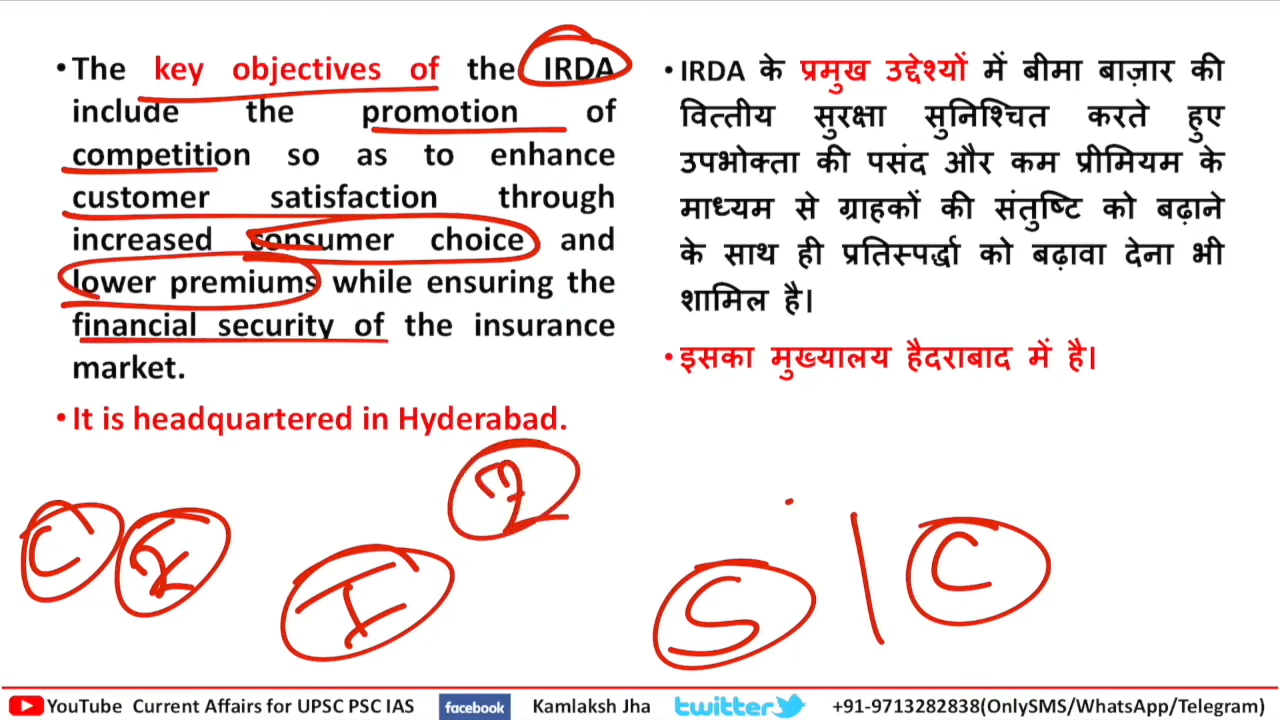 •The key objectives of the IRDA
include the promotion of
competition so as to enhance
customer satisfaction through
increased consumer choice and
lower premiums while ensuring the
financial security of the insurance
market.
•It is headquartered in Hyderabad.
•IRDA के प्रमुख उद्देश्यों में बीमा बाज़ार की
वित्तीय सुरक्षा सुनिश्चित करते हुए
उपभोक्ता की पसंद और कम प्रीमियम के
माध्यम से ग्राहकों की संतुष्टि को बढ़ाने
के साथ ही प्रतिस्पर्द्धा को बढ़ावा देना भी
शामिल है।
•इसका मुख्यालय हैदराबाद में है।
C I I S C
YouTube Current Affairs for UPSC PSC IAS facebook Kamlaksh Jha twitter +91-9713282838(OnlySMS/WhatsApp/Telegram)